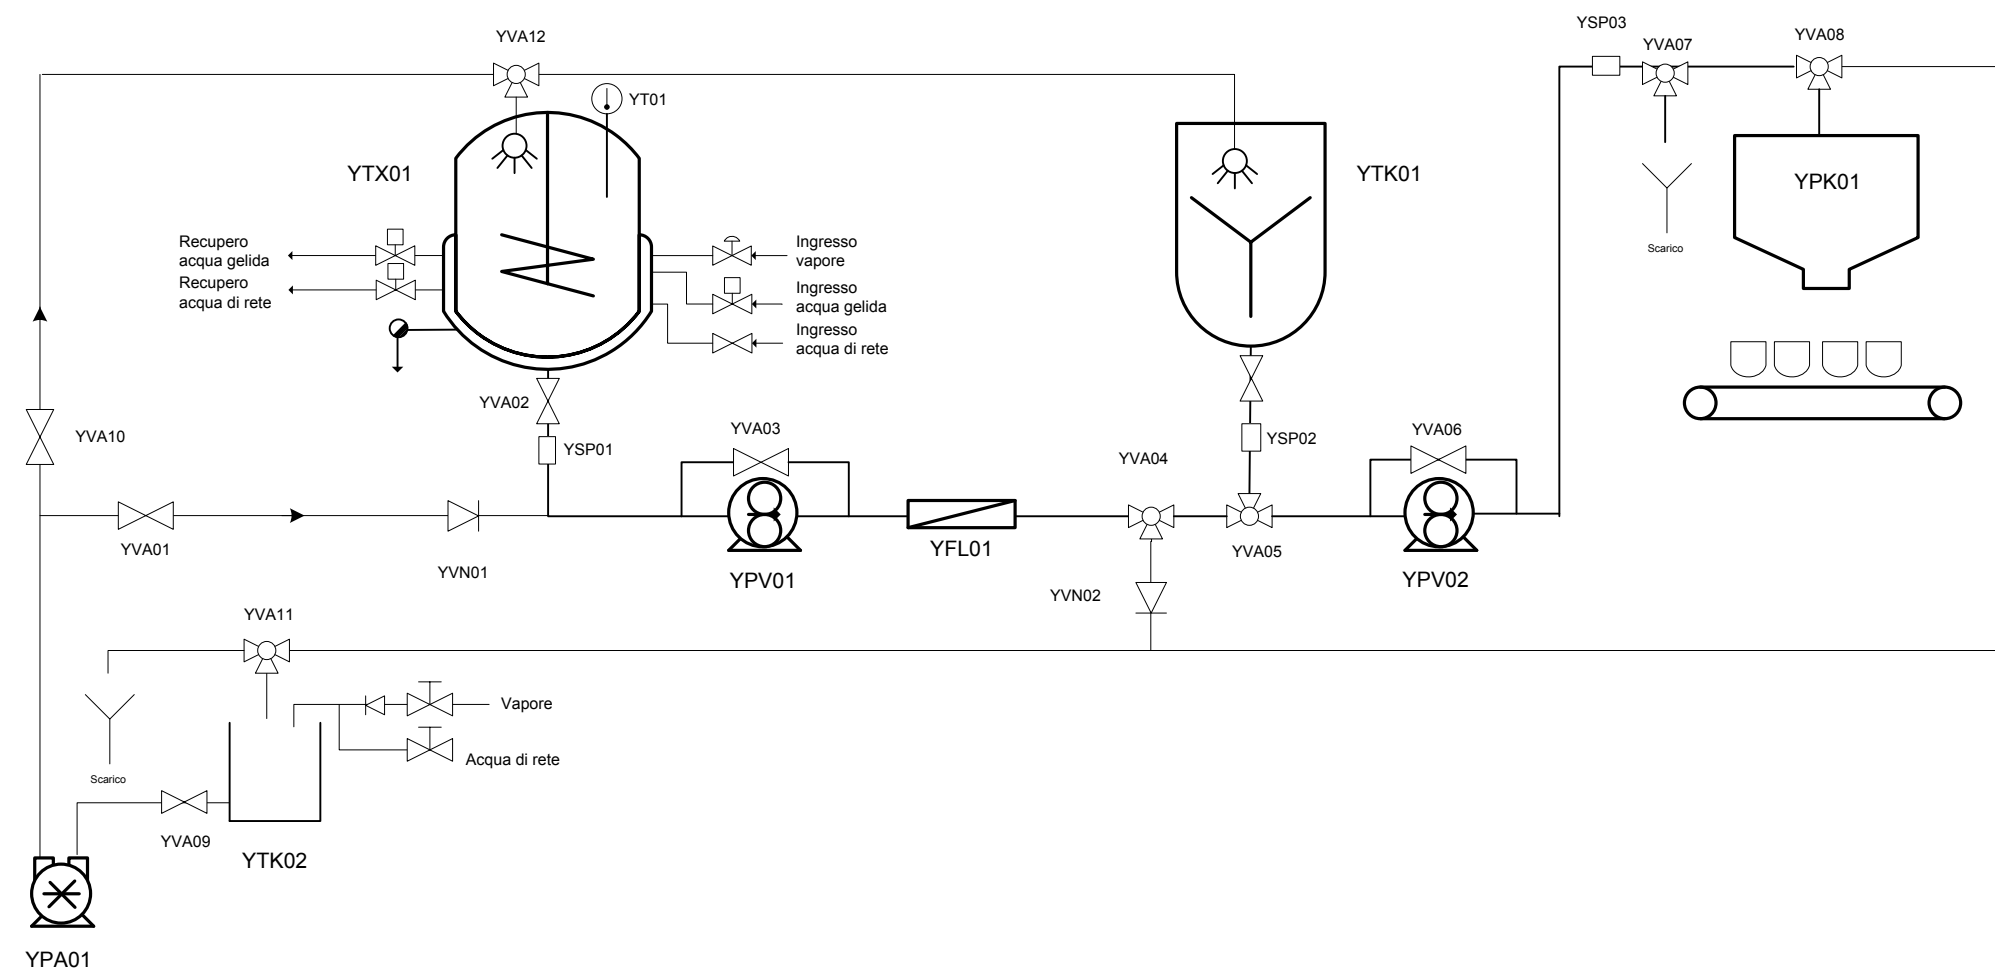 YSP03
YVA12
YVA07
YVA08
YT01
YTX01
YTK01
YPK01
Recupero
acqua gelida
Recupero
acqua di rete
Ingresso
vapore
Ingresso
acqua gelida
Ingresso
acqua di rete
Scarico
YVA02
YVA10
YSP01
YVA03
YVA04
YSP02
YVA06
YVA01
YVN01
YPV01
YFL01
YVA05
YPV02
YVN02
YVA11
Vapore
Acqua di rete
Scarico
YVA09
YTK02
YPA01